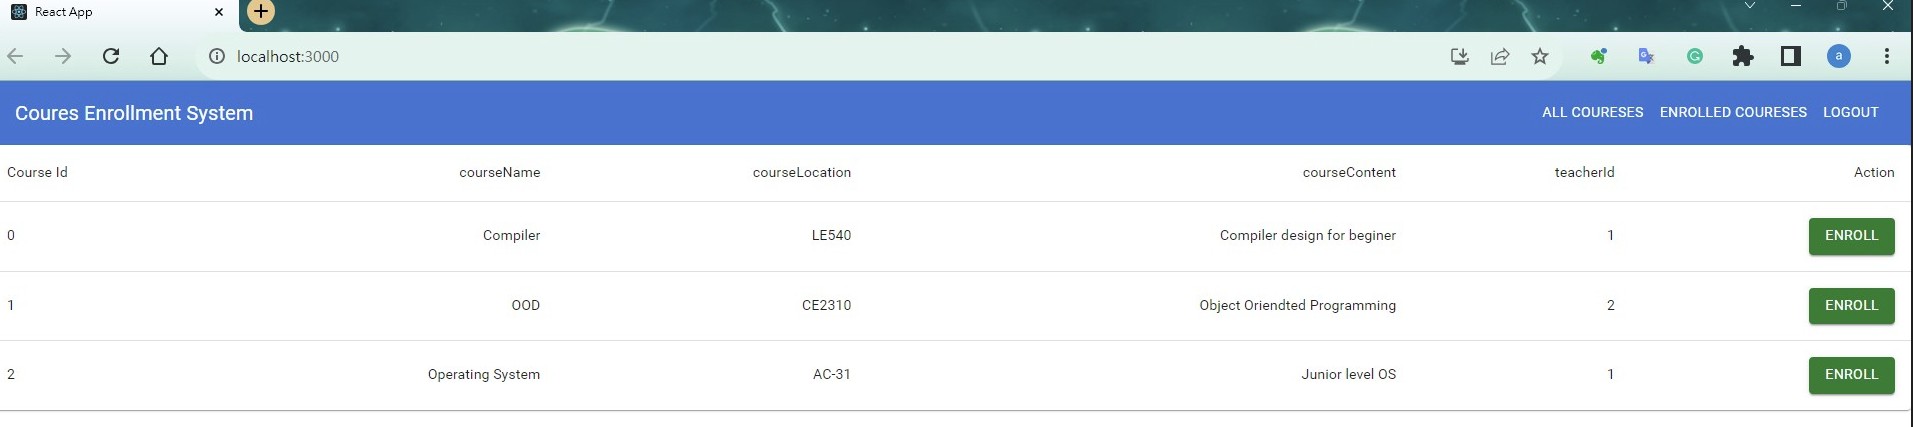 React App
localhost:3000
a
Coures Enrollment System ALL COURESES ENROLLED COURESES LOGOUT
Course Id courseName courseLocation courseContent teacherId Action
0 Compiler LE540 Compiler design for beginer 1 ENROLL
1 OOD CE2310 Object Oriendted Programming 2 ENROLL
2 Operating System AC-31 Junior level OS 1 ENROLL